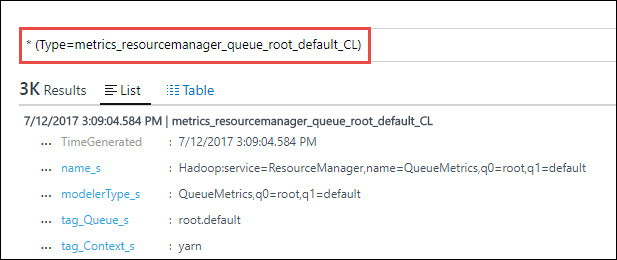 * (Type=metrics_resourcemanager_queue_root_default_CL)
3K Results List Table
7/12/2017 3:09:04.584 PM | metrics_resourcemanager_queue_root_default_CL
... TimeGenerated : 7/12/2017 3:09:04.584 PM
... name_s : Hadoop:service=ResourceManager,name=QueueMetrics,q0=root,q1=default
... modelerType_s : QueueMetrics,q0=root,q1=default
... tag_Queue_s : root.default
... tag_Context_s : yarn